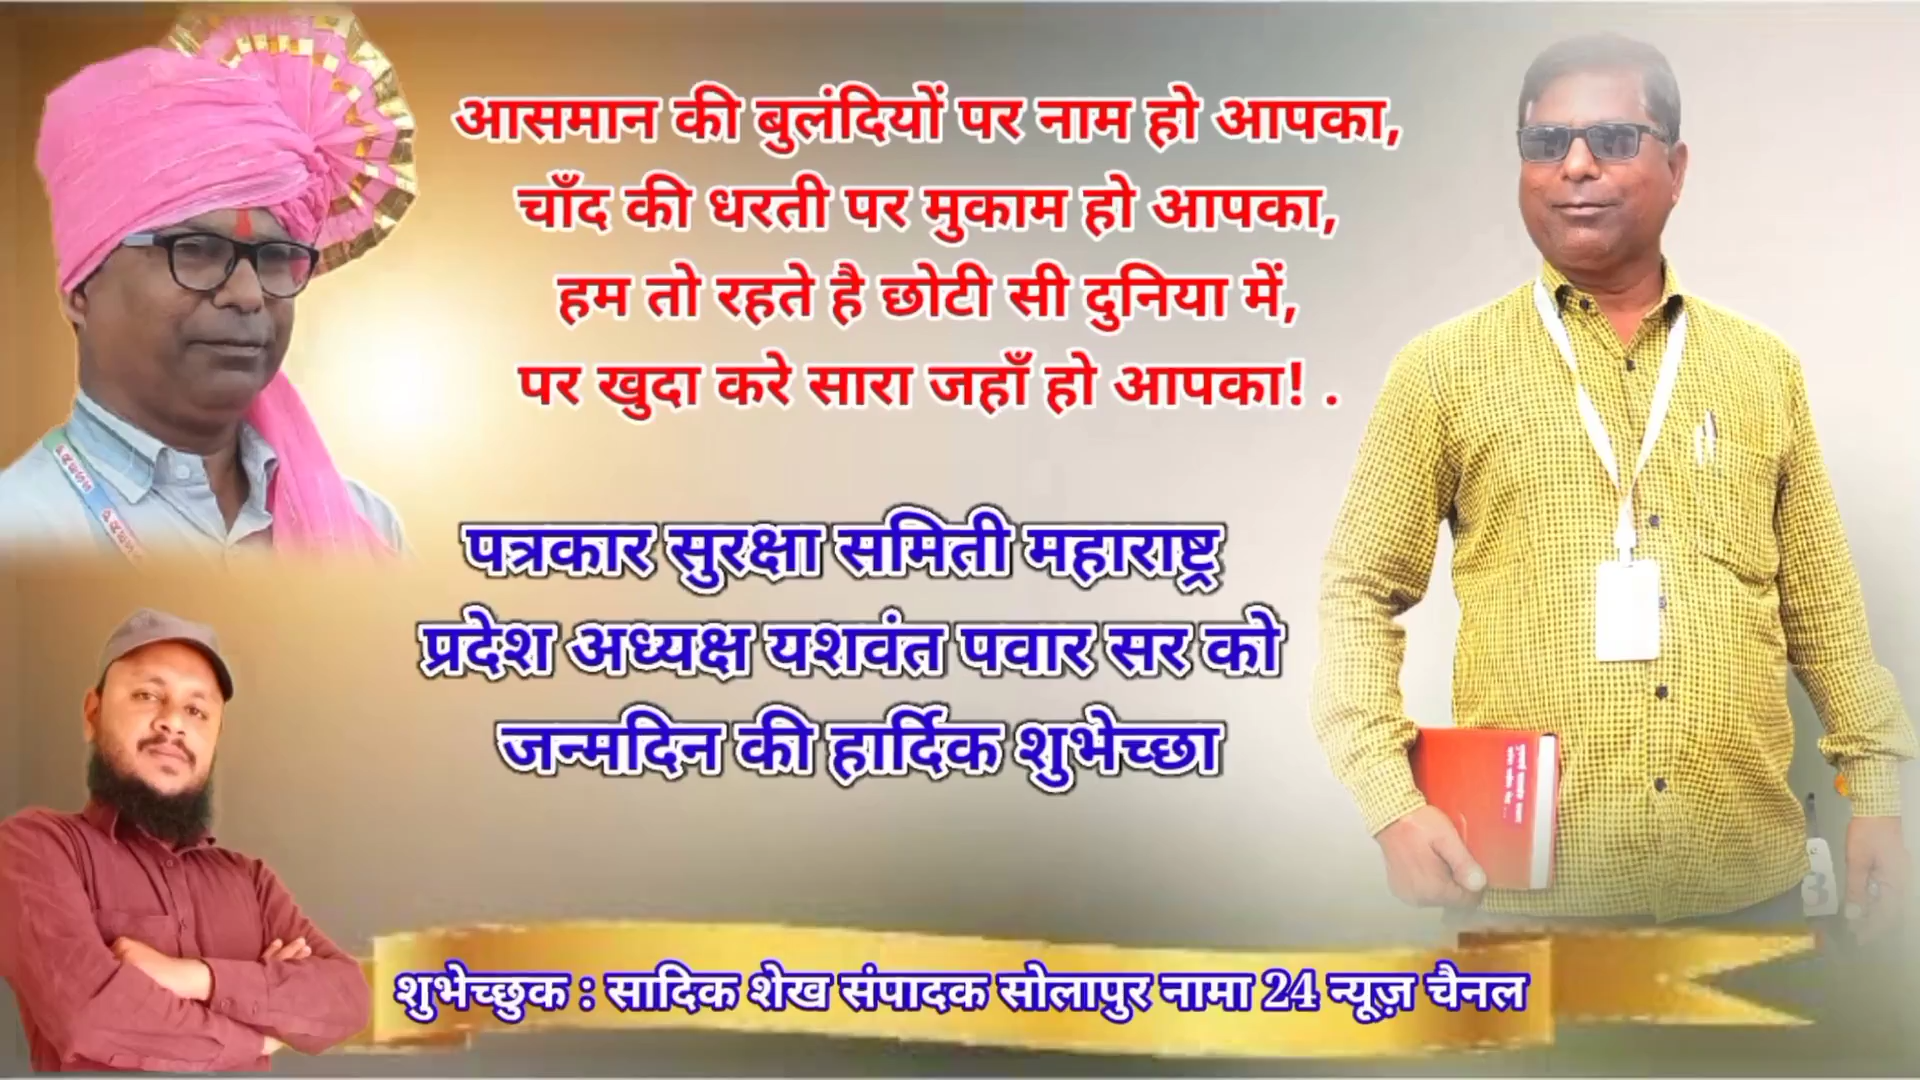 आसमान की बुलंदियों पर नाम हो आपका,
चाँद की धरती पर मुकाम हो आपका,
हम तो रहते है छोटी सी दुनिया में,
पर खुदा करे सारा जहाँ हो आपका! .
पत्रकार सुरक्षा समिती महाराष्ट्र
प्रदेश अध्यक्ष यशवंत पवार सर को
जन्मदिन की हार्दिक शुभेच्छा
शुभेच्छुक : सादिक शेख संपादक सोलापुर नामा 24 न्यूज़ चैनल